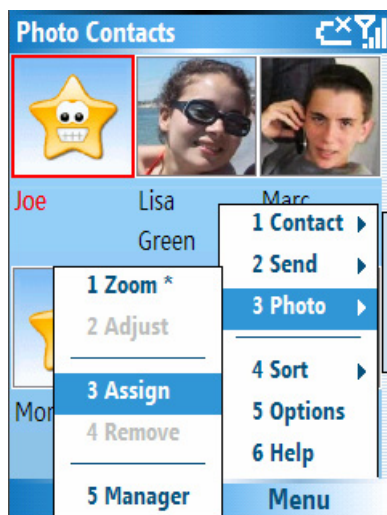 Photo Contacts
Joe
Lisa
Green
Marc
1 Contact
2 Send
3 Photo
4 Sort
5 Options
6 Help
1 Zoom *
2 Adjust
3 Assign
4 Remove
5 Manager
Mor
Menu